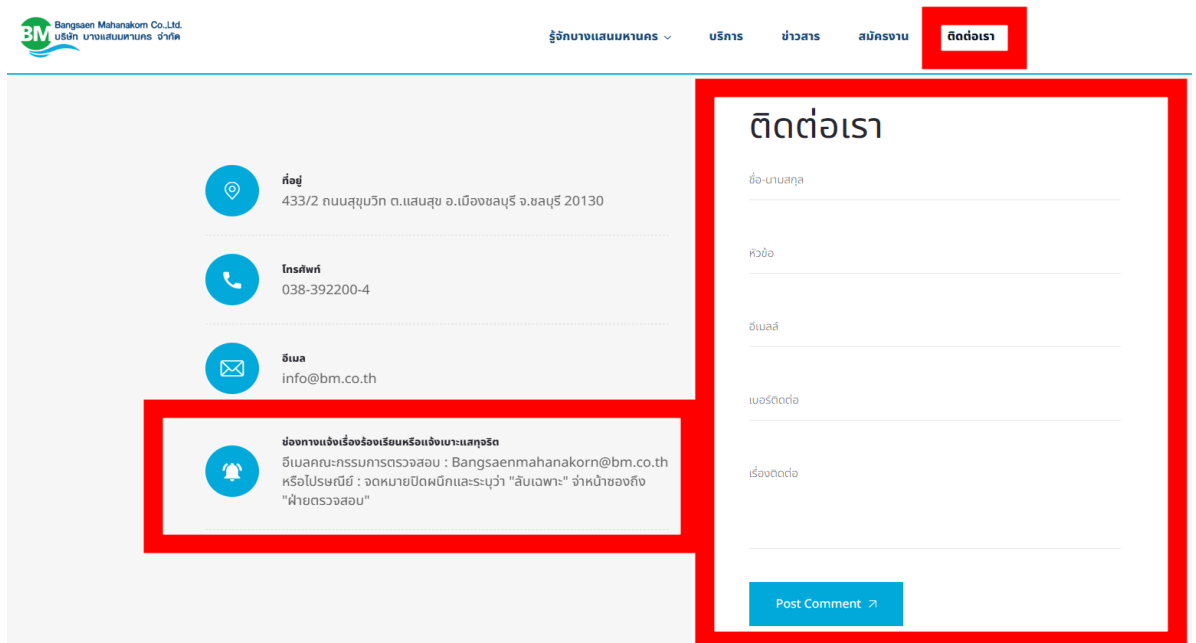 Bangsaen Mahanakorn Co.,Ltd.
บริษัท บางแสนมหานคร จำกัด
รู้จักบางแสนมหานคร
บริการ
ข่าวสาร
สมัครงาน
ติดต่อเรา
ที่อยู่
433/2 ถนนสุขุมวิท ต.แสนสุข อ.เมืองชลบุรี จ.ชลบุรี 20130
โทรศัพท์
038-392200-4
อีเมล
info@bm.co.th
ช่องทางแจ้งเรื่องร้องเรียนหรือแจ้งเบาะแสทุจริต
อีเมลคณะกรรมการตรวจสอบ : Bangsaenmahanakorn@bm.co.th
หรือไปรษณีย์ : จดหมายปิดผนึกและระบุว่า "ลับเฉพาะ" จ่าหน้าซองถึง
"ฝ่ายตรวจสอบ"
ติดต่อเรา
ชื่อ-นามสกุล
หัวข้อ
อีเมลล์
เบอร์ติดต่อ
เรื่องติดต่อ
Post Comment